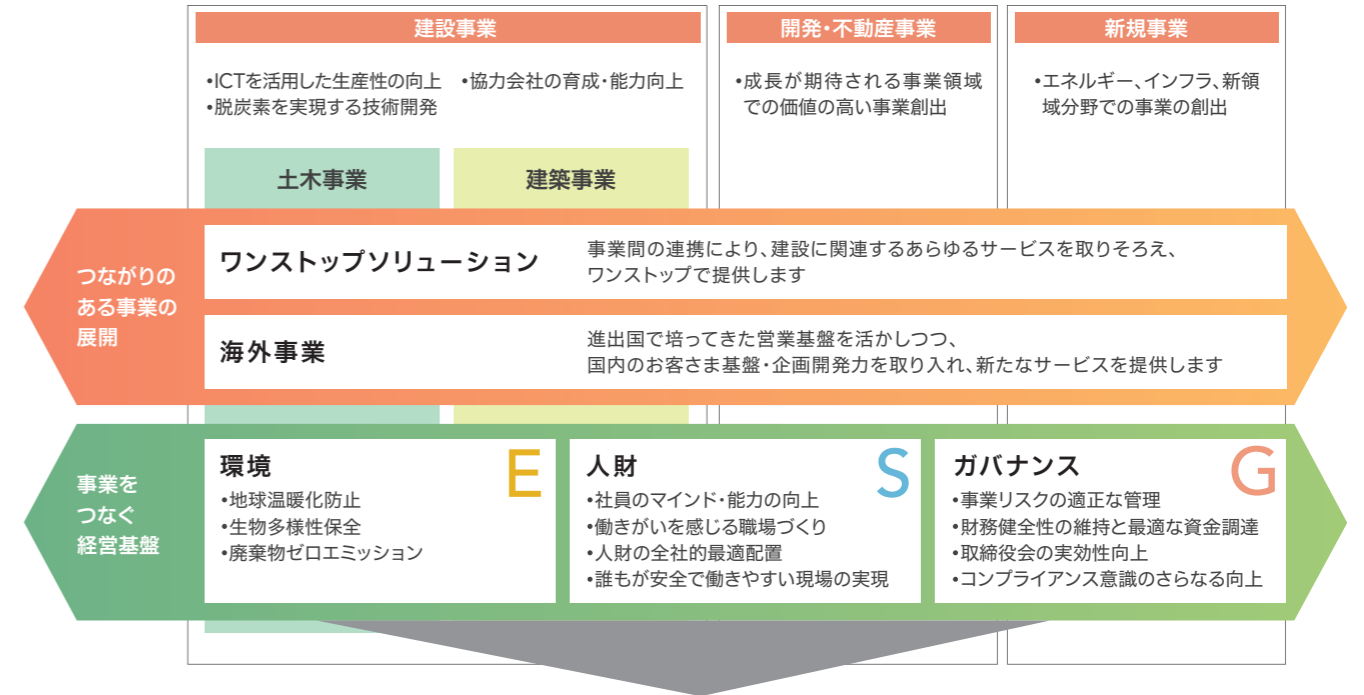 建設事業
開発・不動産事業
新規事業
•ICTを活用した生産性の向上
•脱炭素を実現する技術開発
•協力会社の育成・能力向上
•成長が期待される事業領域
での価値の高い事業創出
•エネルギー、インフラ、新領
域分野での事業の創出
土木事業
建築事業
つながりの
ある事業の
展開
ワンストップソリューション
事業間の連携により、建設に関連するあらゆるサービスを取りそろえ、
ワンストップで提供します
海外事業
進出国で培ってきた営業基盤を活かしつつ、
国内のお客さま基盤・企画開発力を取り入れ、新たなサービスを提供します
事業を
つなぐ
経営基盤
環境
E
•地球温暖化防止
•生物多様性保全
•廃棄物ゼロエミッション
人財
S
•社員のマインド・能力の向上
•働きがいを感じる職場づくり
•人財の全社的最適配置
•誰もが安全で働きやすい現場の実現
ガバナンス
G
•事業リスクの適正な管理
•財務健全性の維持と最適な資金調達
•取締役会の実効性向上
•コンプライアンス意識のさらなる向上